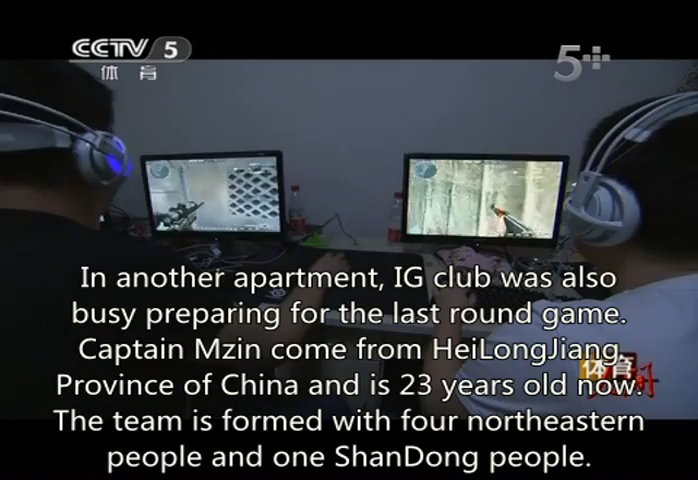 CCTV 5
体育
5+
In another apartment, IG club was also
busy preparing for the last round game.
Captain Mzin come from HeiLongJiang
Province of China and is 23 years old now.
The team is formed with four northeastern
people and one ShanDong people.
体育